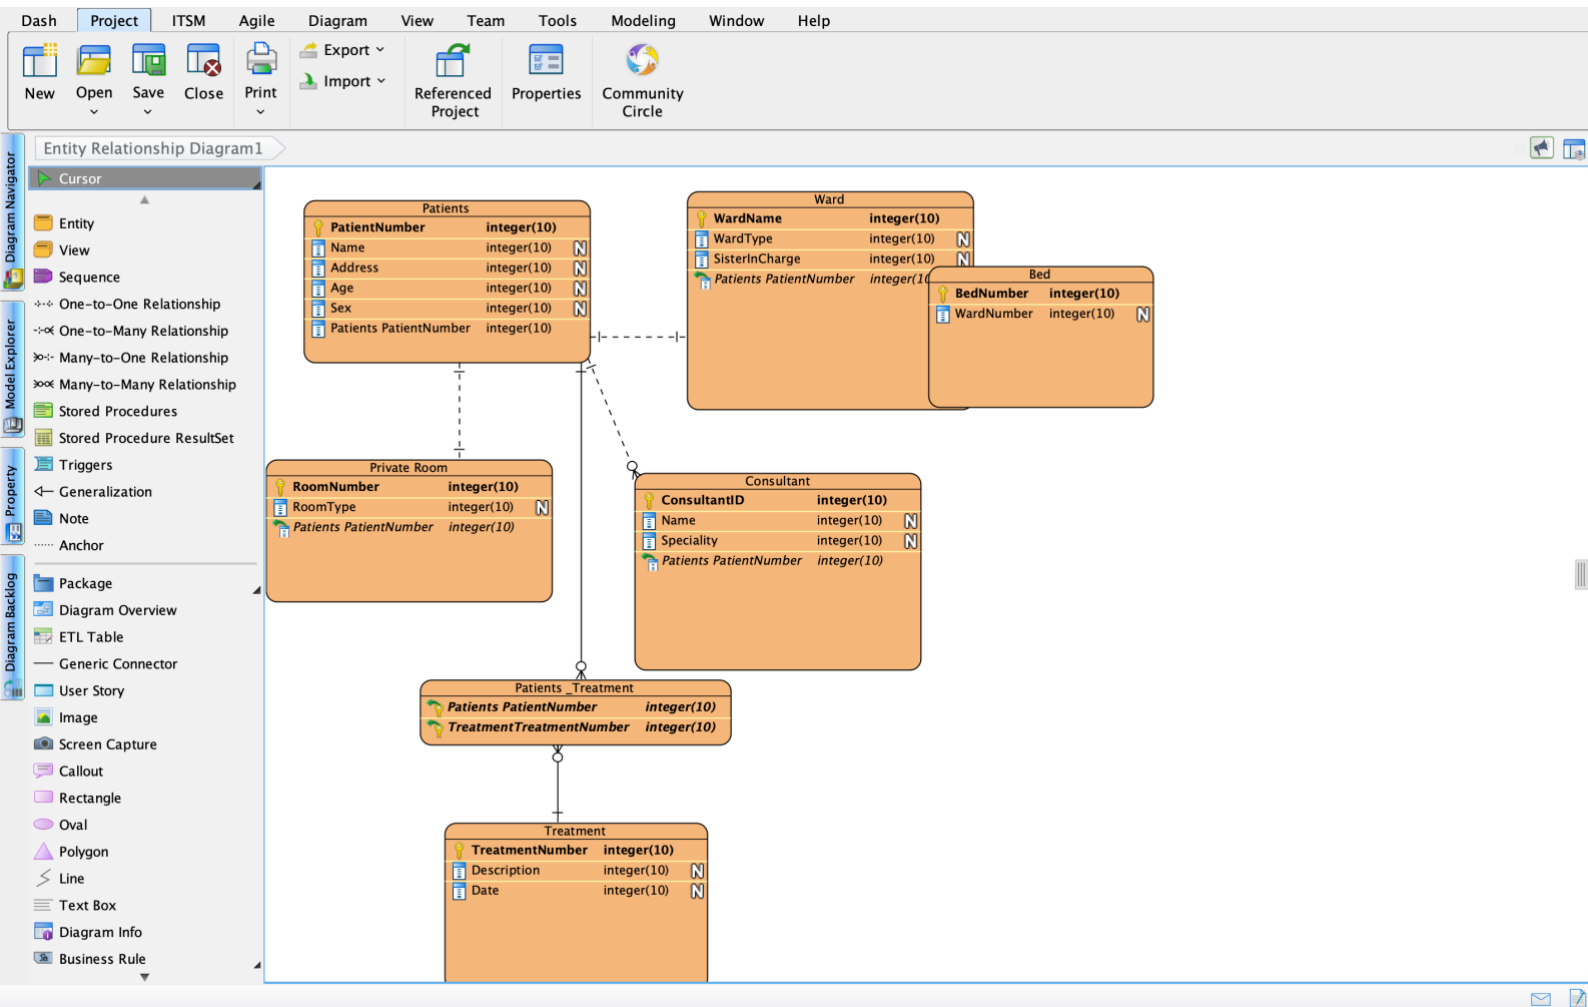 Dash Project ITSM Agile Diagram View Team Tools Modeling Window Help
New Open Save Close Print Export Import Referenced Project Properties Community Circle
Entity Relationship Diagram1
Diagram Navigator
Model Explorer
Property
Diagram Backlog
Cursor
Entity
View
Sequence
One-to-One Relationship
One-to-Many Relationship
Many-to-One Relationship
Many-to-Many Relationship
Stored Procedures
Stored Procedure ResultSet
Triggers
Generalization
Note
Anchor
Package
Diagram Overview
ETL Table
Generic Connector
User Story
Image
Screen Capture
Callout
Rectangle
Oval
Polygon
Line
Text Box
Diagram Info
Business Rule
Patients
PatientNumber integer(10)
Name integer(10) N
Address integer(10) N
Age integer(10) N
Sex integer(10) N
Patients PatientNumber integer(10)
Ward
WardName integer(10)
WardType integer(10) N
SisterInCharge integer(10) N
Patients PatientNumber integer(10
Bed
BedNumber integer(10)
WardNumber integer(10) N
Private Room
RoomNumber integer(10)
RoomType integer(10) N
Patients PatientNumber integer(10)
Consultant
ConsultantID integer(10)
Name integer(10) N
Speciality integer(10) N
Patients PatientNumber integer(10)
Patients _Treatment
Patients PatientNumber integer(10)
TreatmentTreatmentNumber integer(10)
Treatment
TreatmentNumber integer(10)
Description integer(10) N
Date integer(10) N